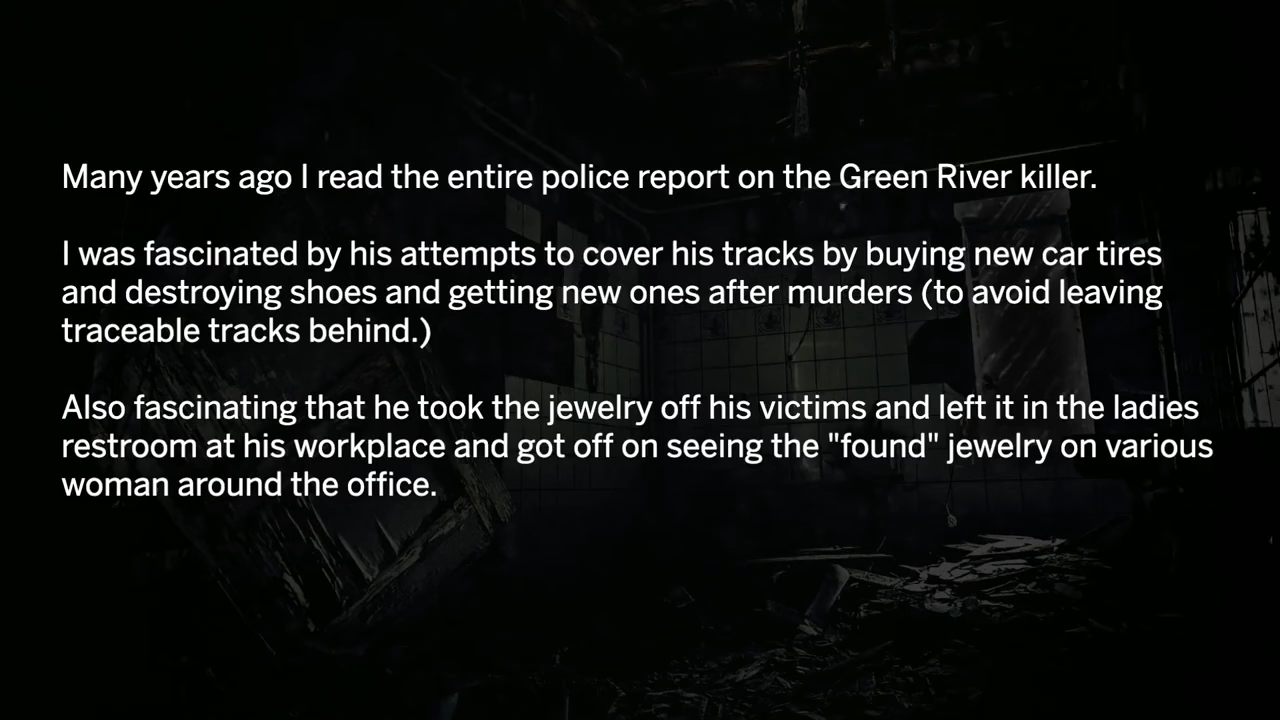 Many years ago I read the entire police report on the Green River killer.
I was fascinated by his attempts to cover his tracks by buying new car tires
and destroying shoes and getting new ones after murders (to avoid leaving
traceable tracks behind.)
Also fascinating that he took the jewelry off his victims and left it in the ladies
restroom at his workplace and got off on seeing the "found" jewelry on various
woman around the office.